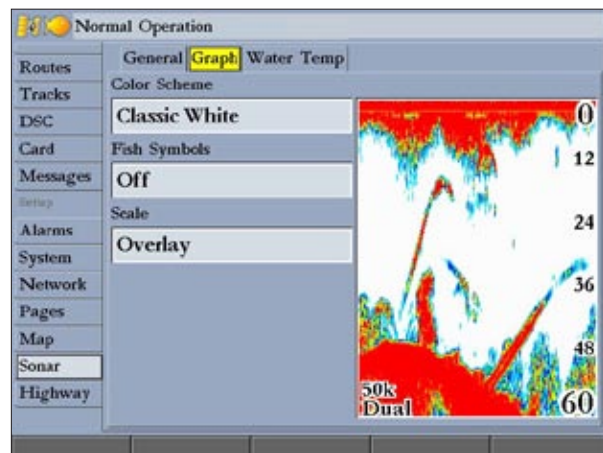 Normal Operation
General Graph Water Temp
Routes
Tracks
DSC
Card
Messages
Setup
Alarms
System
Network
Pages
Map
Sonar
Highway
Color Scheme
Classic White
Fish Symbols
Off
Scale
Overlay
0
12
24
36
48
60
50k
Dual